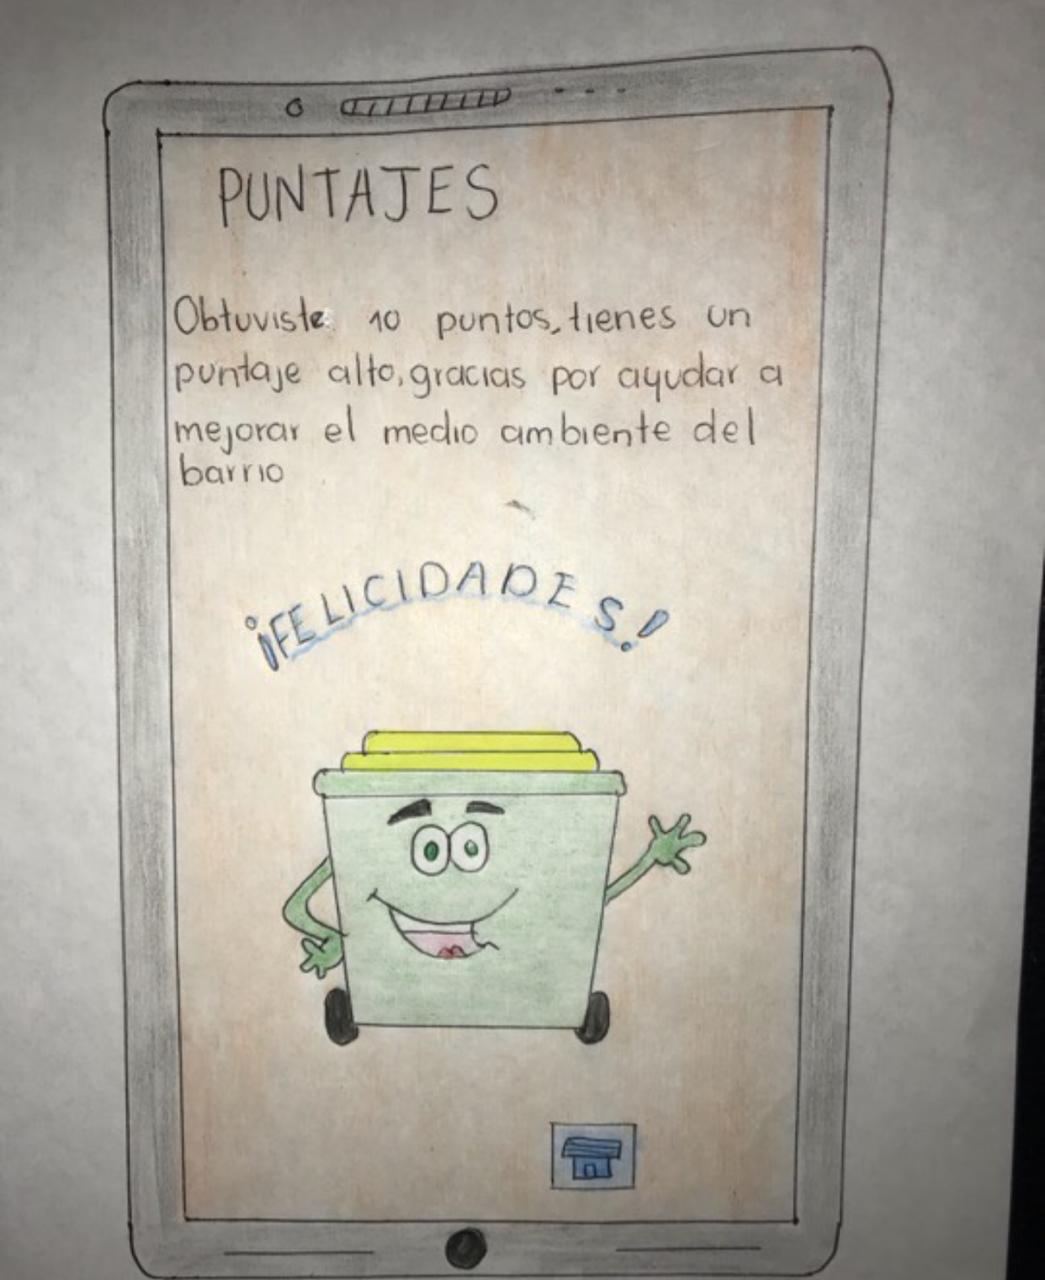 PUNTAJES
Obtuviste 10 puntos, tienes un
puntaje alto, gracias por ayudar a
mejorar el medio ambiente del
barrio
¡FELICIDADES!